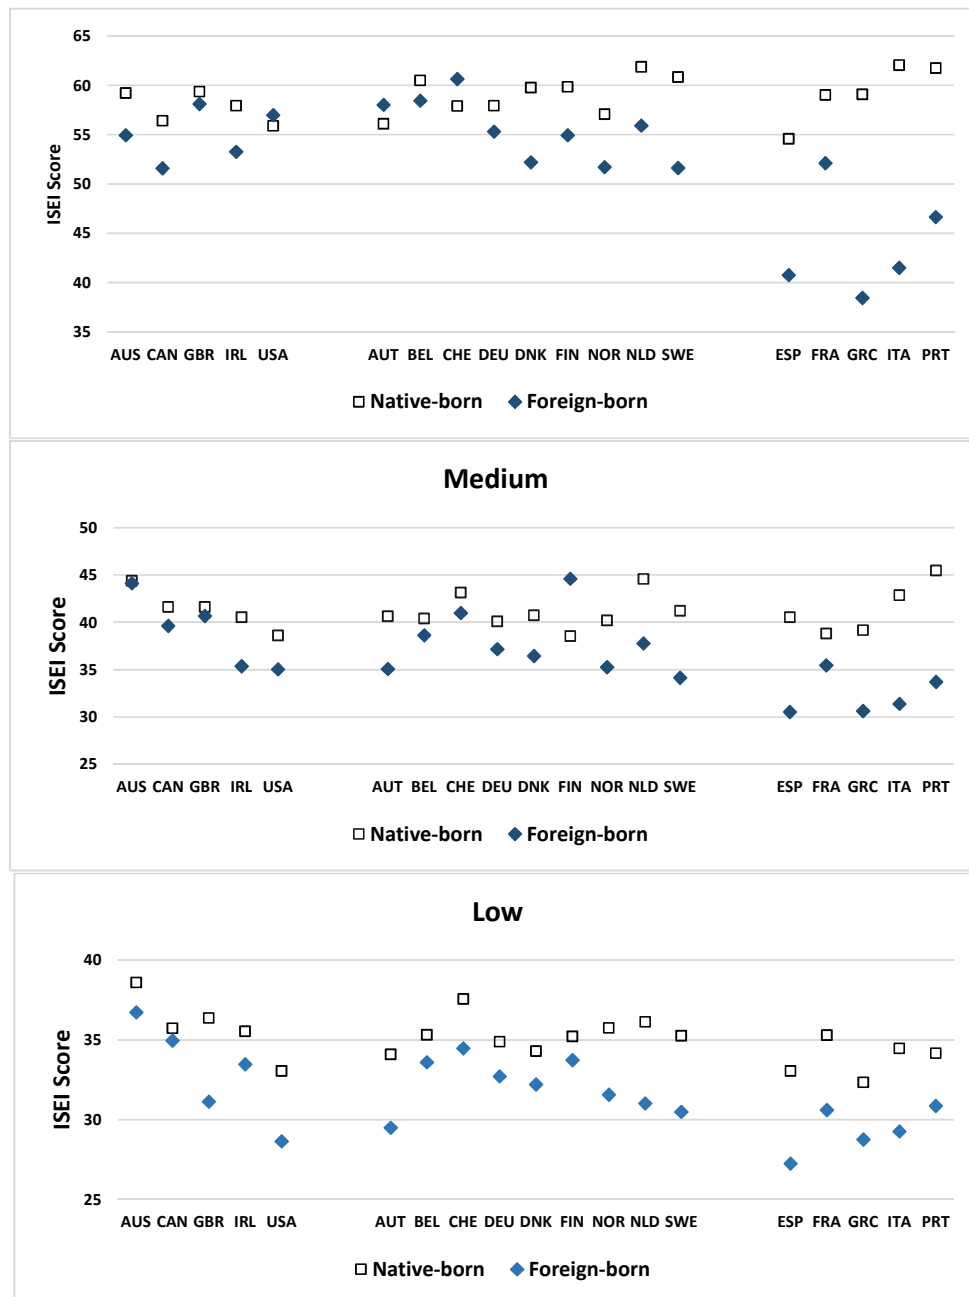 65
60
55
50
45
40
35
ISEI Score
AUS CAN GBR IRL USA AUT BEL CHE DEU DNK FIN NOR NLD SWE ESP FRA GRC ITA PRT
Native-born Foreign-born
Medium
50
45
40
35
30
25
ISEI Score
AUS CAN GBR IRL USA AUT BEL CHE DEU DNK FIN NOR NLD SWE ESP FRA GRC ITA PRT
Native-born Foreign-born
Low
40
35
30
25
ISEI Score
AUS CAN GBR IRL USA AUT BEL CHE DEU DNK FIN NOR NLD SWE ESP FRA GRC ITA PRT
Native-born Foreign-born